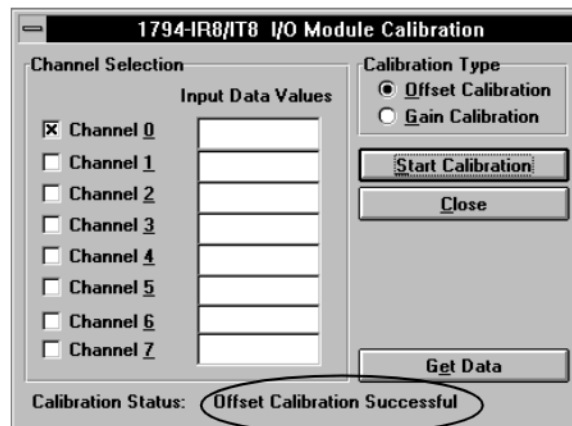 1794-IR8/IT8 I/O Module Calibration
Channel Selection
Input Data Values
Channel 0
Channel 1
Channel 2
Channel 3
Channel 4
Channel 5
Channel 6
Channel 7
Calibration Type
Offset Calibration
Gain Calibration
Start Calibration
Close
Get Data
Calibration Status: Offset Calibration Successful